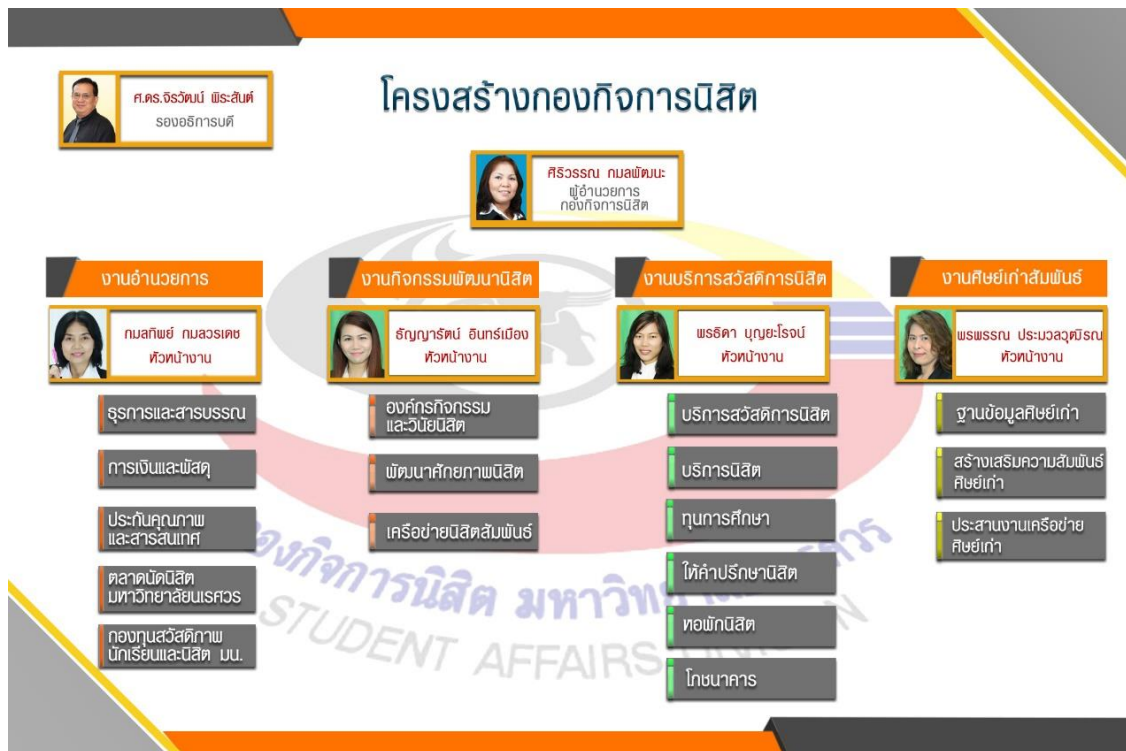 โครงสร้างกองกิจการนิสิต
ศ.ดร.จิรวัฒน์ พิระสันต์
รองอธิการบดี
ศิริวรรณ กมลพัฒนะ
ผู้อำนวยการ
กองกิจการนิสิต
งานอำนวยการ
กมลทิพย์ กมลวรเดช
หัวหน้างาน
ธุรการและสารบรรณ
การเงินและพัสดุ
ประกันคุณภาพ
และสารสนเทศ
ตลาดนัดนิสิต
มหาวิทยาลัยนเรศวร
กองทุนสวัสดิภาพ
นักเรียนและนิสิต มน.
งานกิจกรรมพัฒนานิสิต
ธัญญารัตน์ อินทร์เมือง
หัวหน้างาน
องค์กรกิจกรรม
และวินัยนิสิต
พัฒนาศักยภาพนิสิต
เครือข่ายนิสิตสัมพันธ์
งานบริการสวัสดิการนิสิต
พรธิดา บุญยะโรจน์
หัวหน้างาน
บริการสวัสดิการนิสิต
บริการนิสิต
ทุนการศึกษา
ให้คำปรึกษานิสิต
หอพักนิสิต
โภชนาคาร
งานศิษย์เก่าสัมพันธ์
พรพรรณ ประมวลวุฒิรณ
หัวหน้างาน
ฐานข้อมูลศิษย์เก่า
สร้างเสริมความสัมพันธ์
ศิษย์เก่า
ประสานงานเครือข่าย
ศิษย์เก่า
กิจการนิสิต
STUDENT AFFAIRS